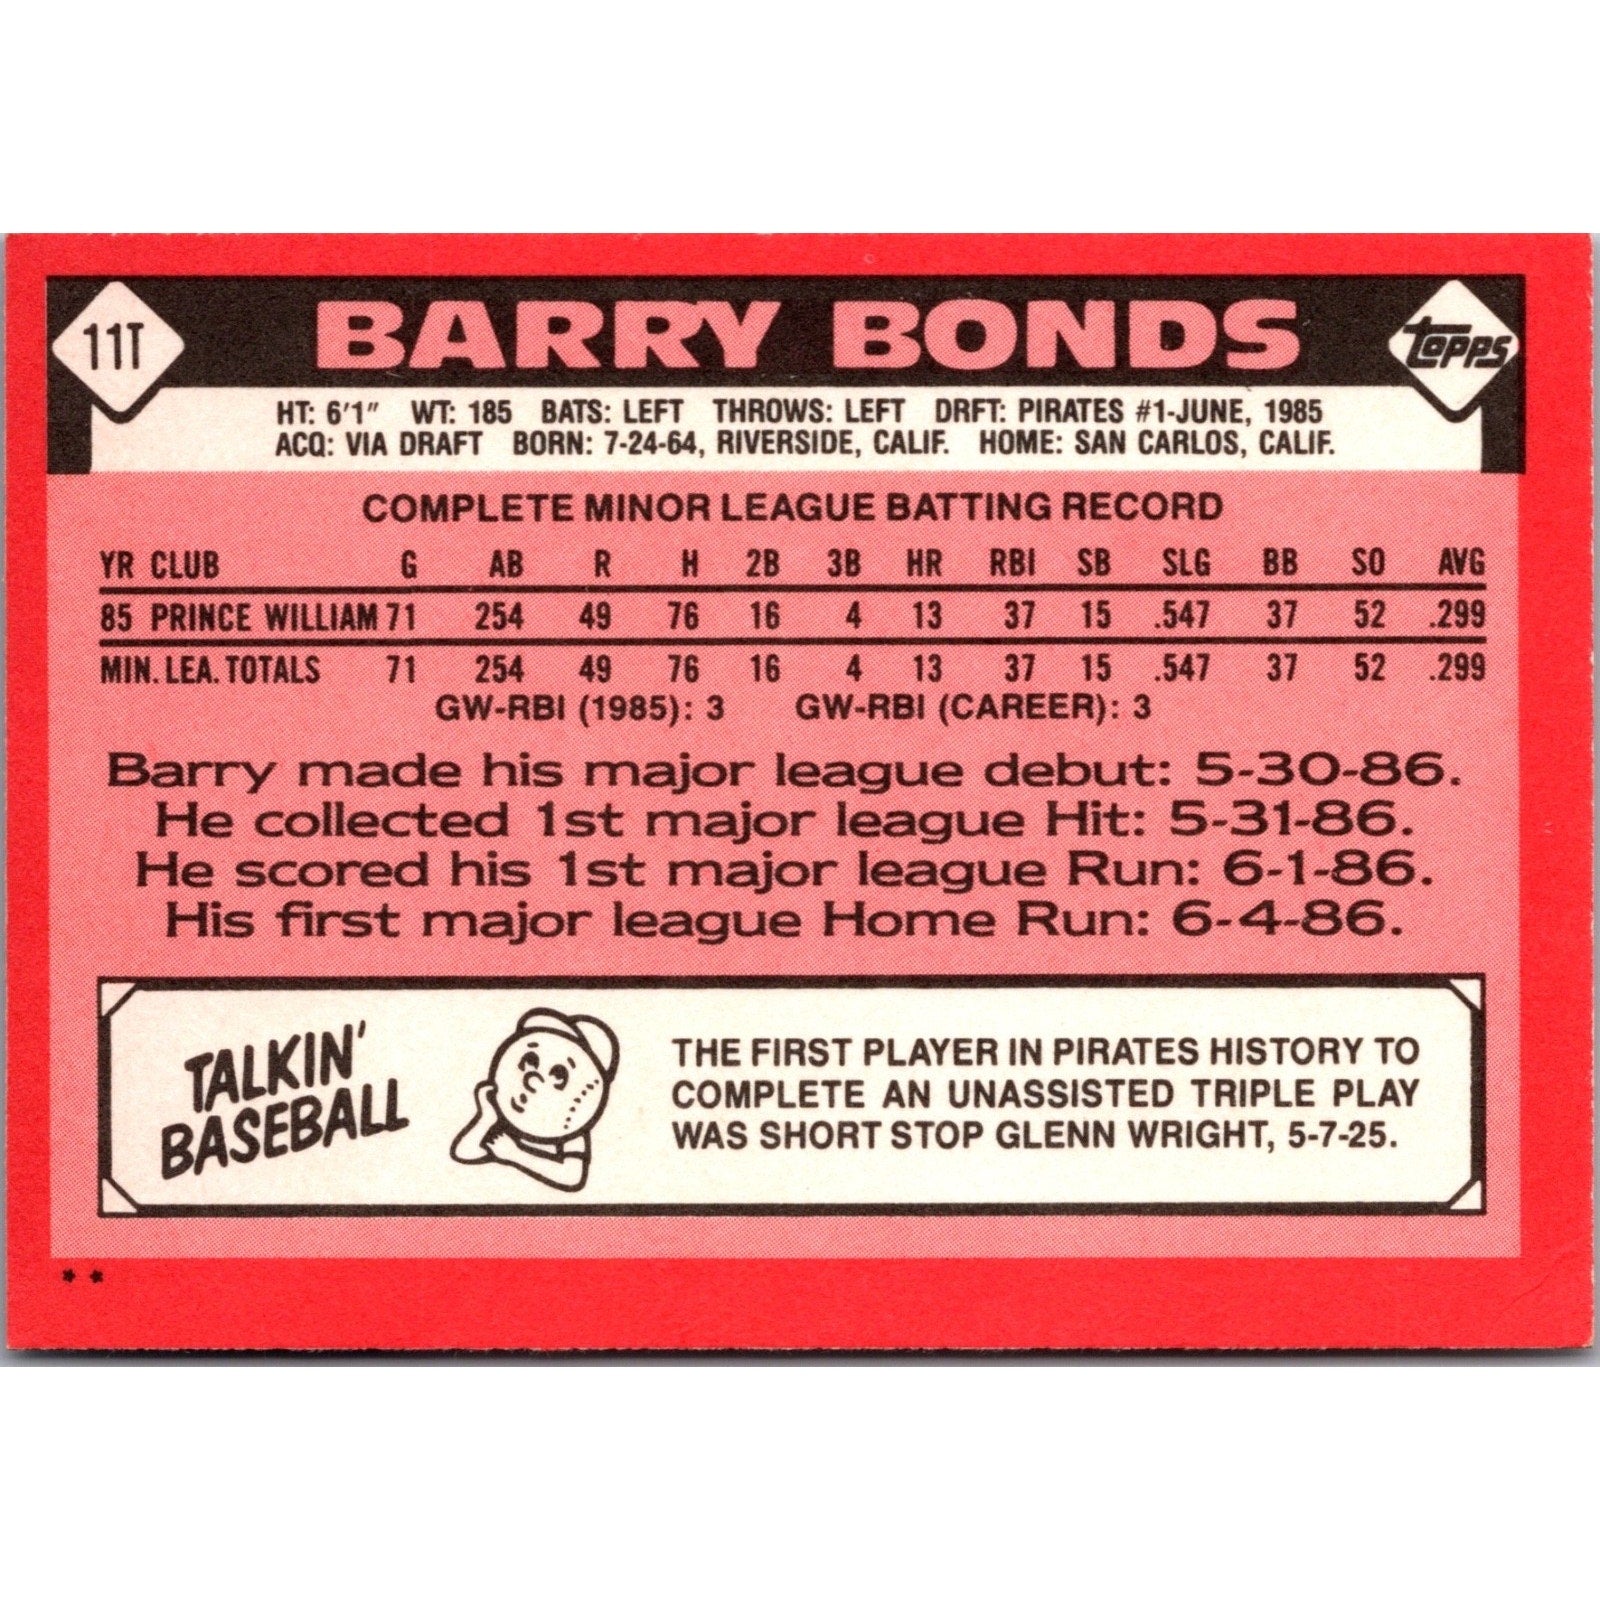 11T BARRY BONDS topps
HT: 6'1" WT: 185 BATS: LEFT THROWS: LEFT DRFT: PIRATES #1-JUNE, 1985
ACQ: VIA DRAFT BORN: 7-24-64, RIVERSIDE, CALIF. HOME: SAN CARLOS, CALIF.
COMPLETE MINOR LEAGUE BATTING RECORD
YR CLUB G AB R H 2B 3B HR RBI SB SLG BB SO AVG
85 PRINCE WILLIAM 71 254 49 76 16 4 13 37 15 .547 37 52 .299
MIN. LEA. TOTALS 71 254 49 76 16 4 13 37 15 .547 37 52 .299
GW-RBI (1985): 3 GW-RBI (CAREER): 3
Barry made his major league debut: 5-30-86.
He collected 1st major league Hit: 5-31-86.
He scored his 1st major league Run: 6-1-86.
His first major league Home Run: 6-4-86.
TALKIN'
BASEBALL
THE FIRST PLAYER IN PIRATES HISTORY TO
COMPLETE AN UNASSISTED TRIPLE PLAY
WAS SHORT STOP GLENN WRIGHT, 5-7-25.
**